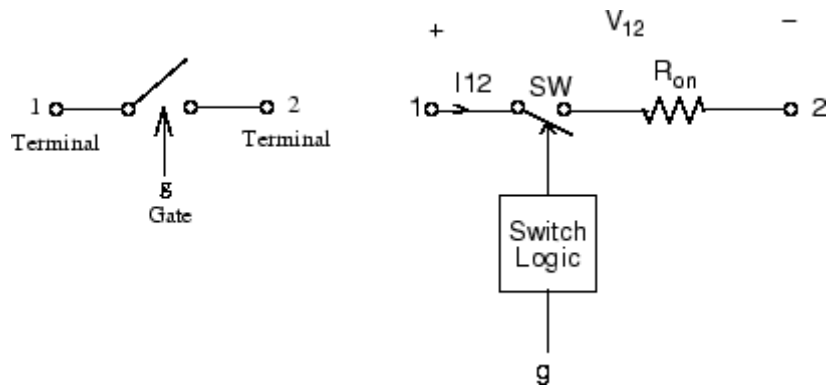 1
2
Terminal
Terminal
g
Gate
+
V12
−
I12
SW
Ron
1
2
Switch
Logic
g